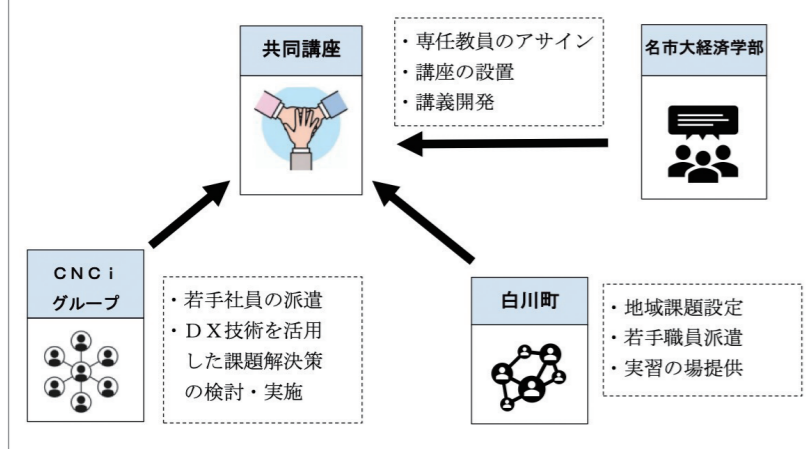 共同講座
・専任教員のアサイン
・講座の設置
・講義開発
名市大経済学部
ＣＮＣｉ
グループ
・若手社員の派遣
・ＤＸ技術を活用
した課題解決策
の検討・実施
白川町
・地域課題設定
・若手職員派遣
・実習の場提供